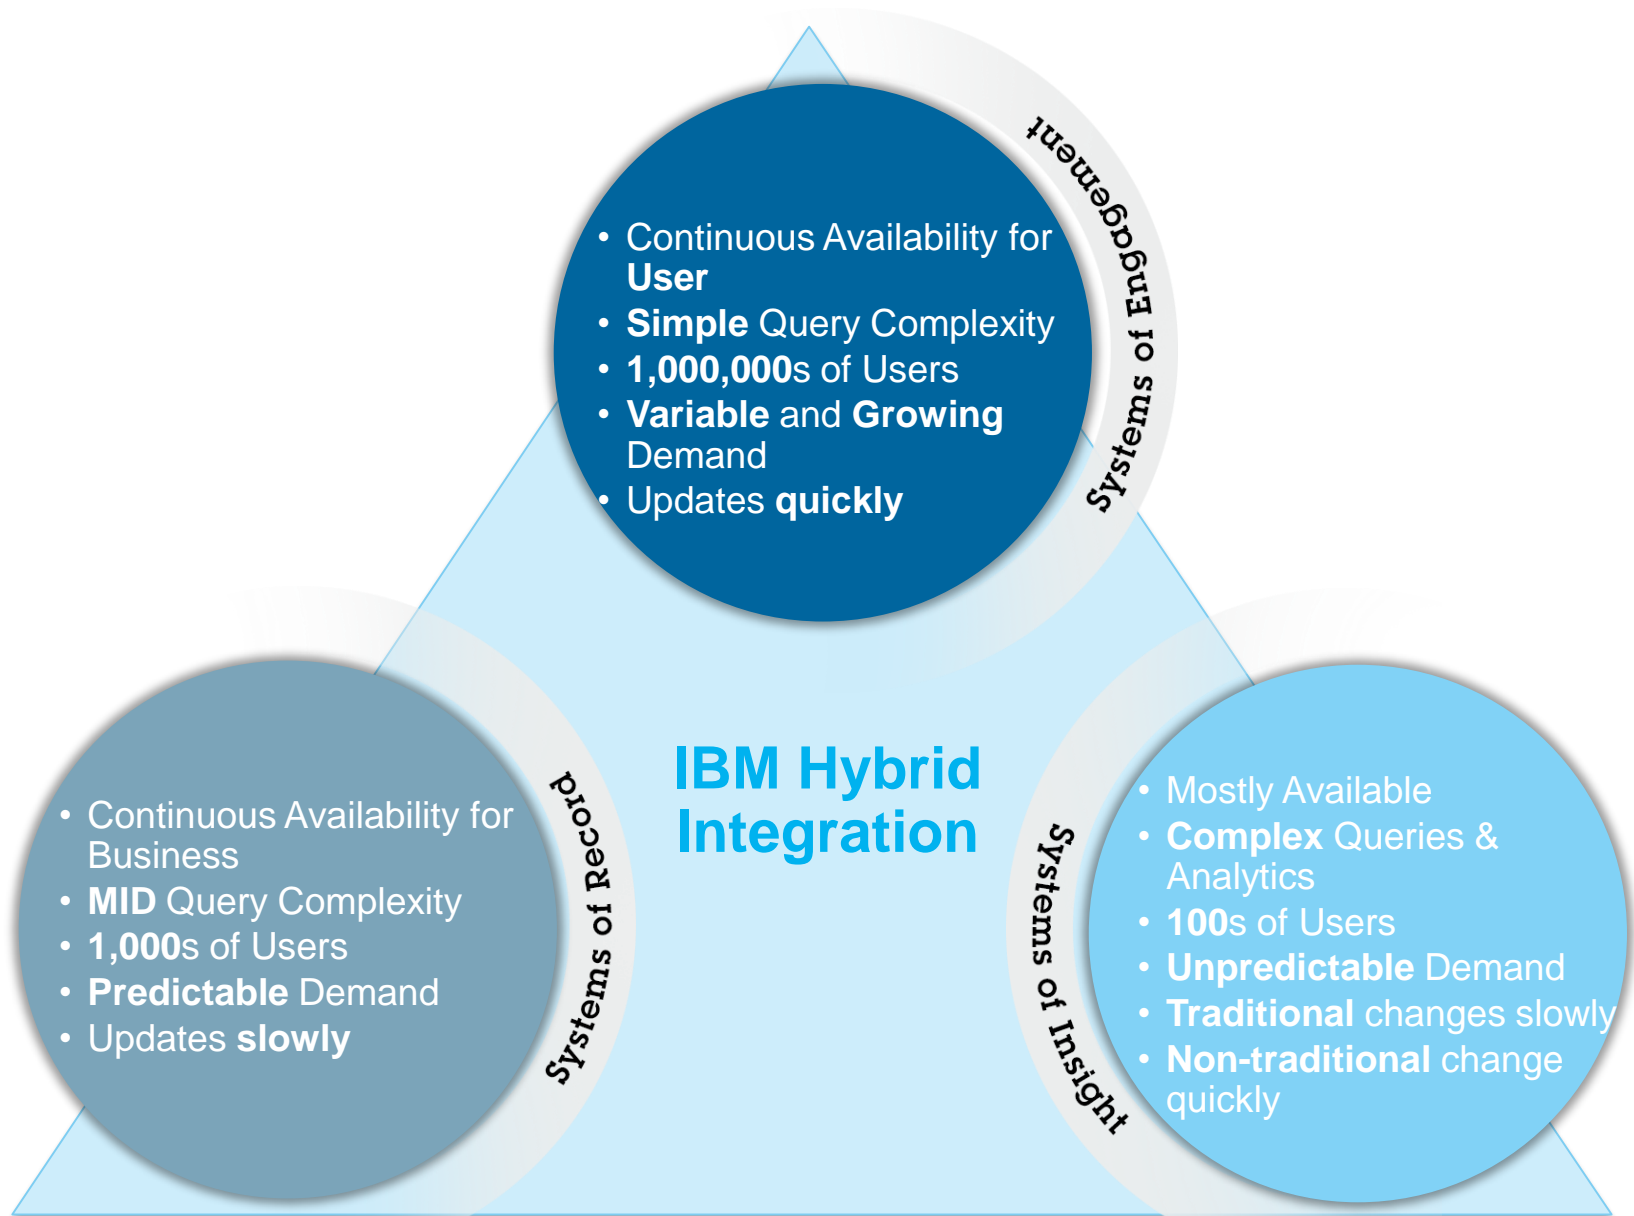 • Continuous Availability for
User
• Simple Query Complexity
• 1,000,000s of Users
• Variable and Growing
Demand
• Updates quickly
Systems of Engagement
IBM Hybrid
Integration
• Continuous Availability for
Business
• MID Query Complexity
• 1,000s of Users
• Predictable Demand
• Updates slowly
Systems of Record
Systems of Insight
• Mostly Available
• Complex Queries &
Analytics
• 100s of Users
• Unpredictable Demand
• Traditional changes slowly
• Non-traditional change
quickly